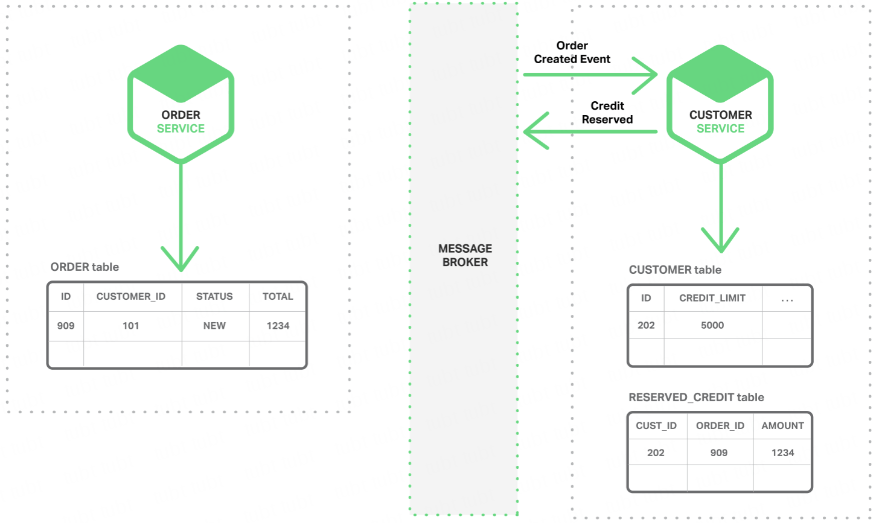 ORDER
SERVICE
ORDER table
ID CUSTOMER_ID STATUS TOTAL
909 101 NEW 1234
MESSAGE
BROKER
Order
Created Event
Credit
Reserved
CUSTOMER
SERVICE
CUSTOMER table
ID CREDIT_LIMIT ...
202 5000
RESERVED_CREDIT table
CUST_ID ORDER_ID AMOUNT
202 909 1234